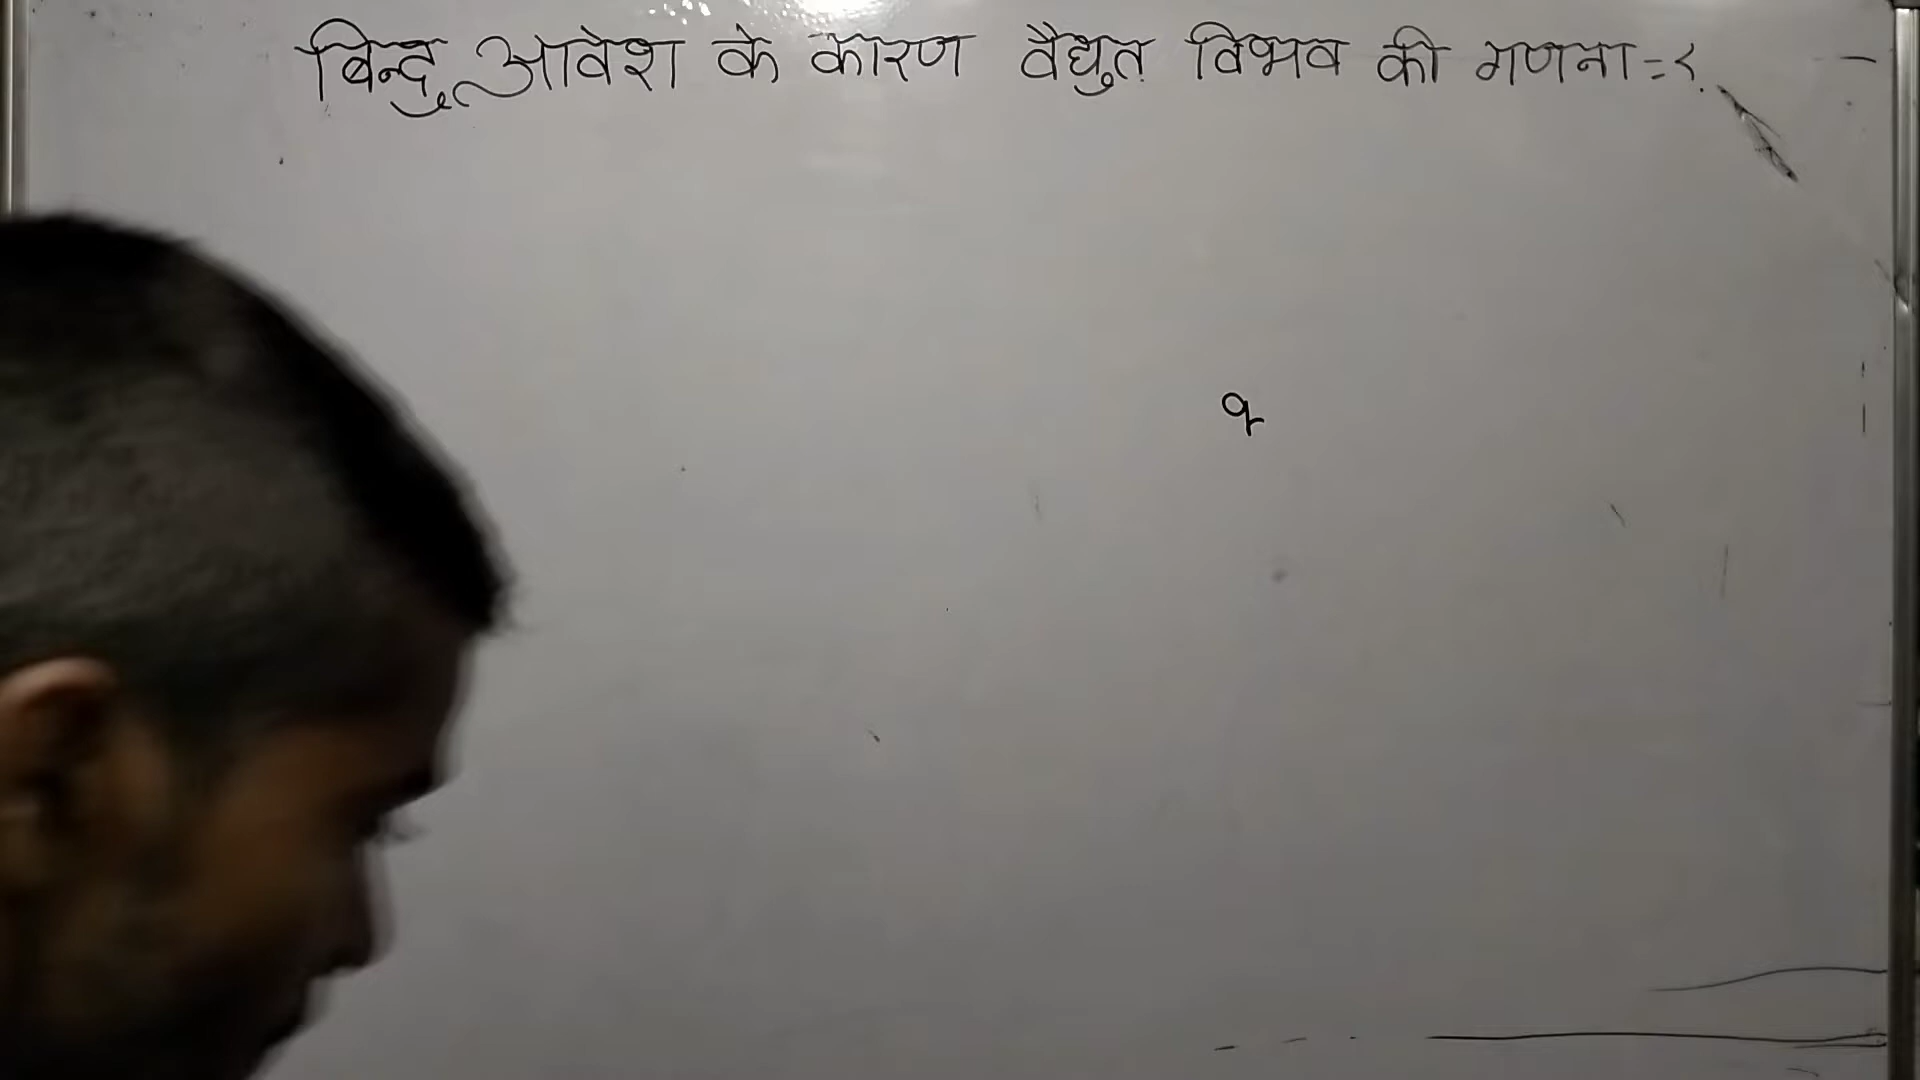 बिन्दु आवेश के कारण वैद्युत विभव की गणना=<
q